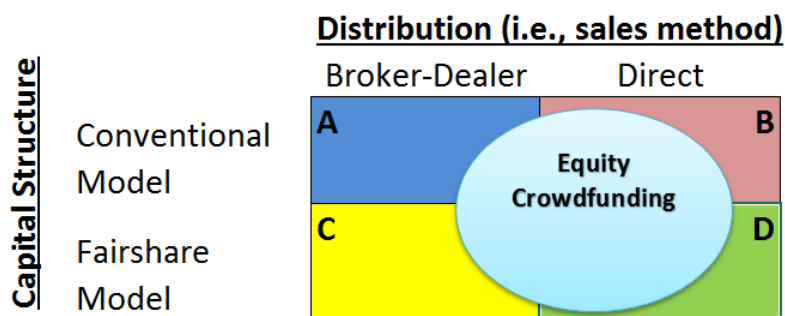 Distribution (i.e., sales method)
Broker-Dealer Direct
Capital Structure
Conventional
Model
A
B
Equity
Crowdfunding
Fairshare
Model
C
D